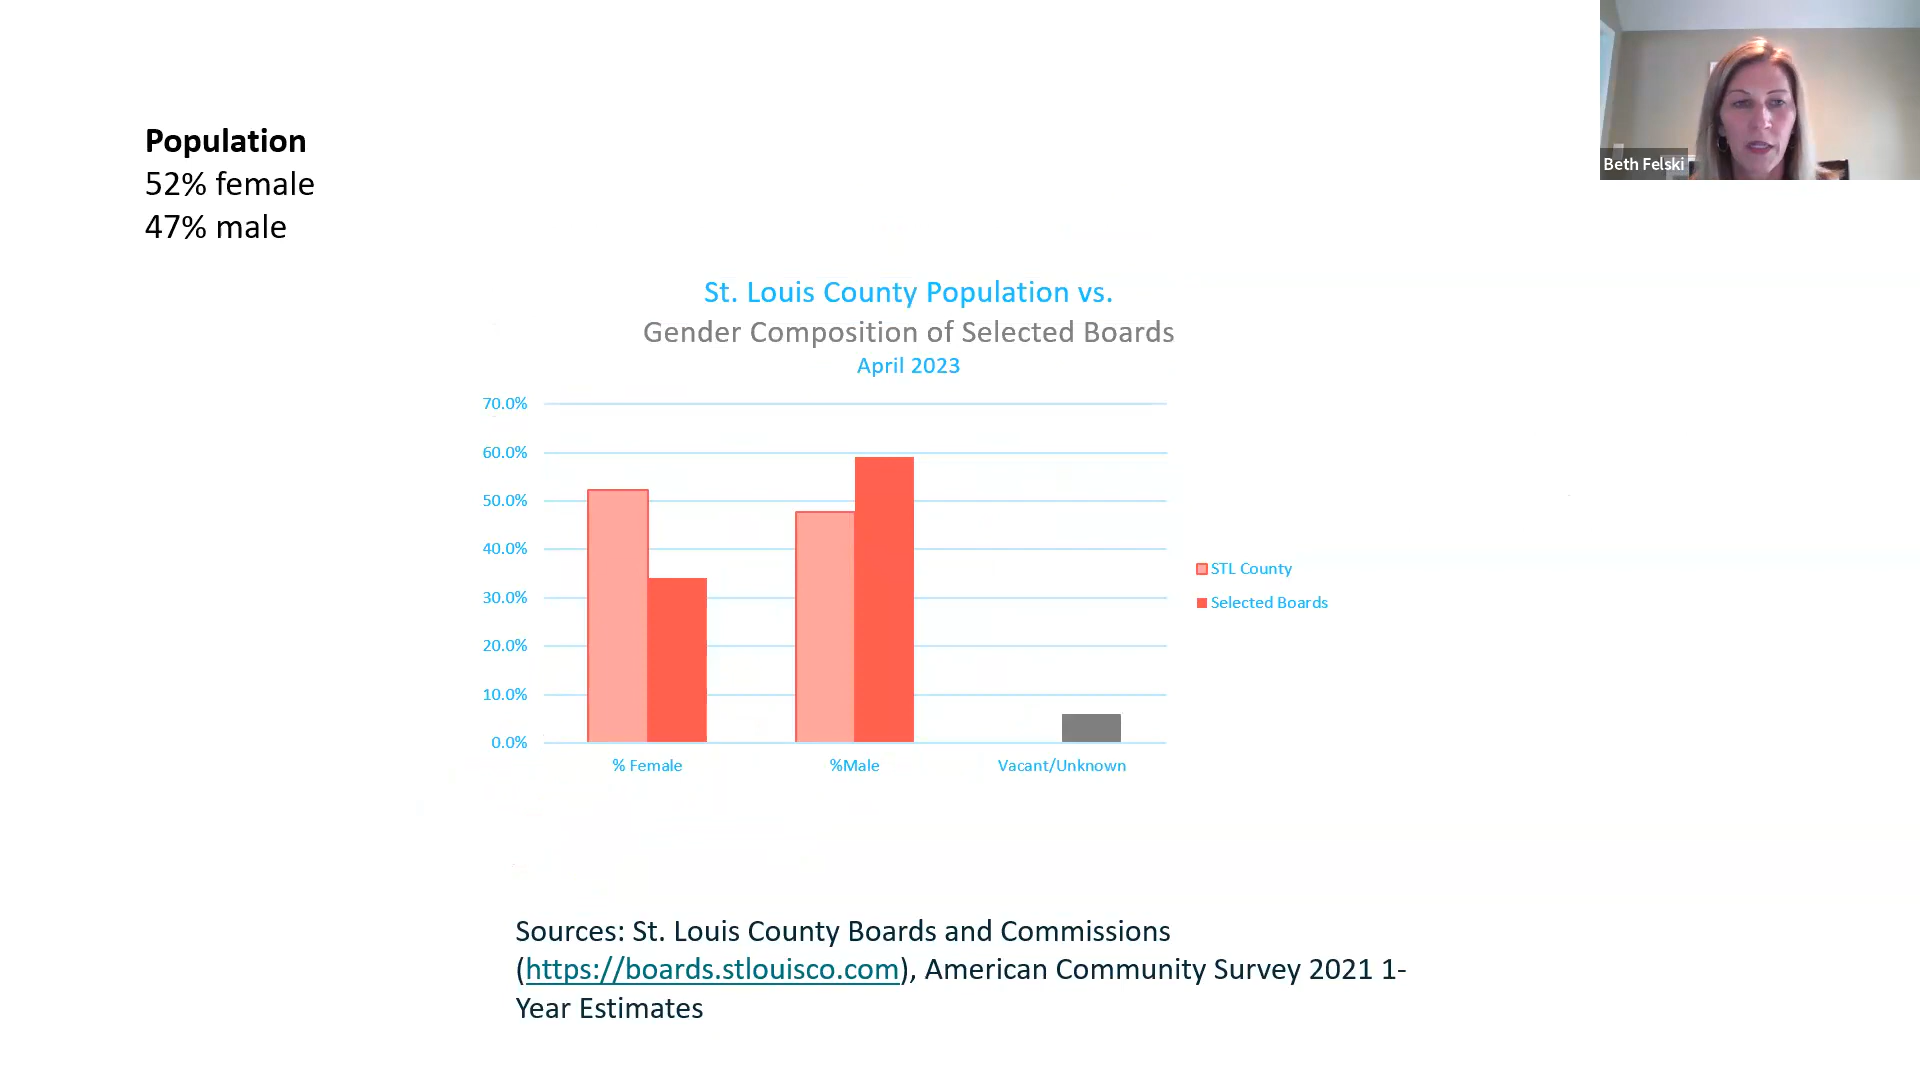 Beth Felski
Population
52% female
47% male
St. Louis County Population vs.
Gender Composition of Selected Boards
April 2023
70.0%
60.0%
50.0%
40.0%
30.0%
20.0%
10.0%
0.0%
% Female
%Male
Vacant/Unknown
STL County
Selected Boards
Sources: St. Louis County Boards and Commissions
(https://boards.stlouisco.com), American Community Survey 2021 1-
Year Estimates